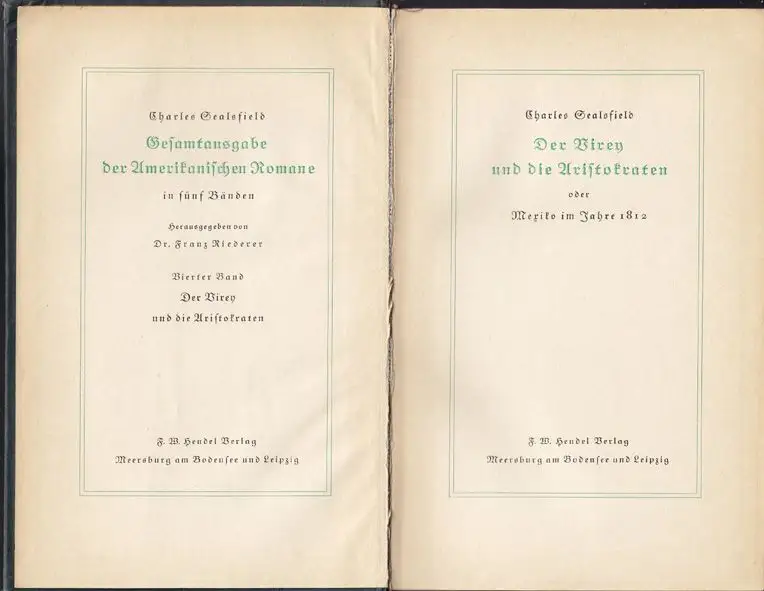 Charles Sealsfield
Gesamtausgabe
der Amerikanischen Romane
in fünf Bänden
Herausgegeben von
Dr. Franz Riederer
Vierter Band
Der Virey
und die Aristokraten
F. W. Hendel Verlag
Meersburg am Bodensee und Leipzig
Charles Sealsfield
Der Virey
und die Aristokraten
oder
Mexiko im Jahre 1812
F. W. Hendel Verlag
Meersburg am Bodensee und Leipzig